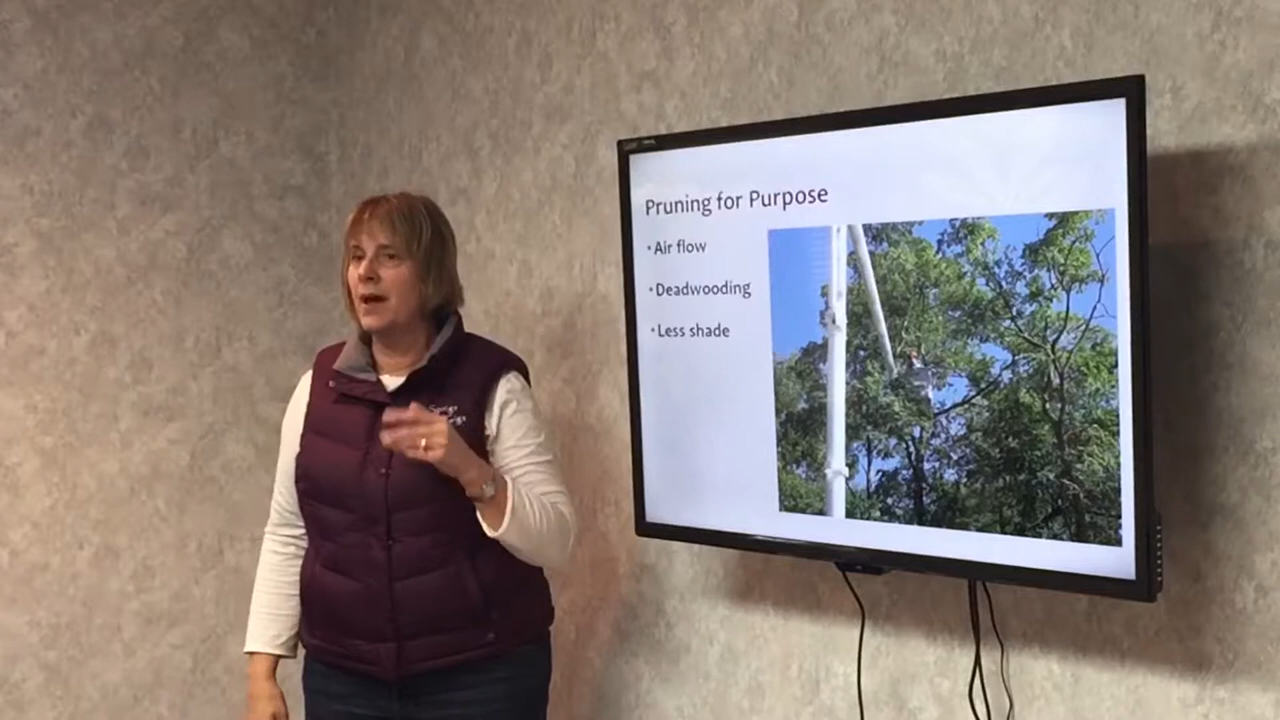 Pruning for Purpose
• Air flow
• Deadwooding
• Less shade